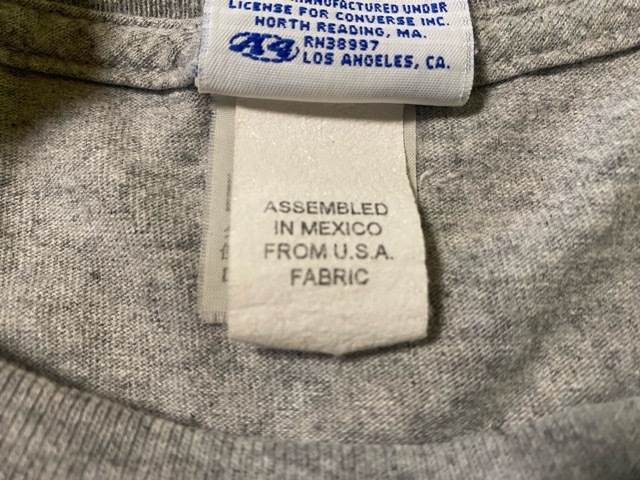 MANUFACTURED UNDER
LICENSE FOR CONVERSE INC.
NORTH READING, MA.
RN38997
LOS ANGELES, CA.
ASSEMBLED
IN MEXICO
FROM U.S.A.
FABRIC